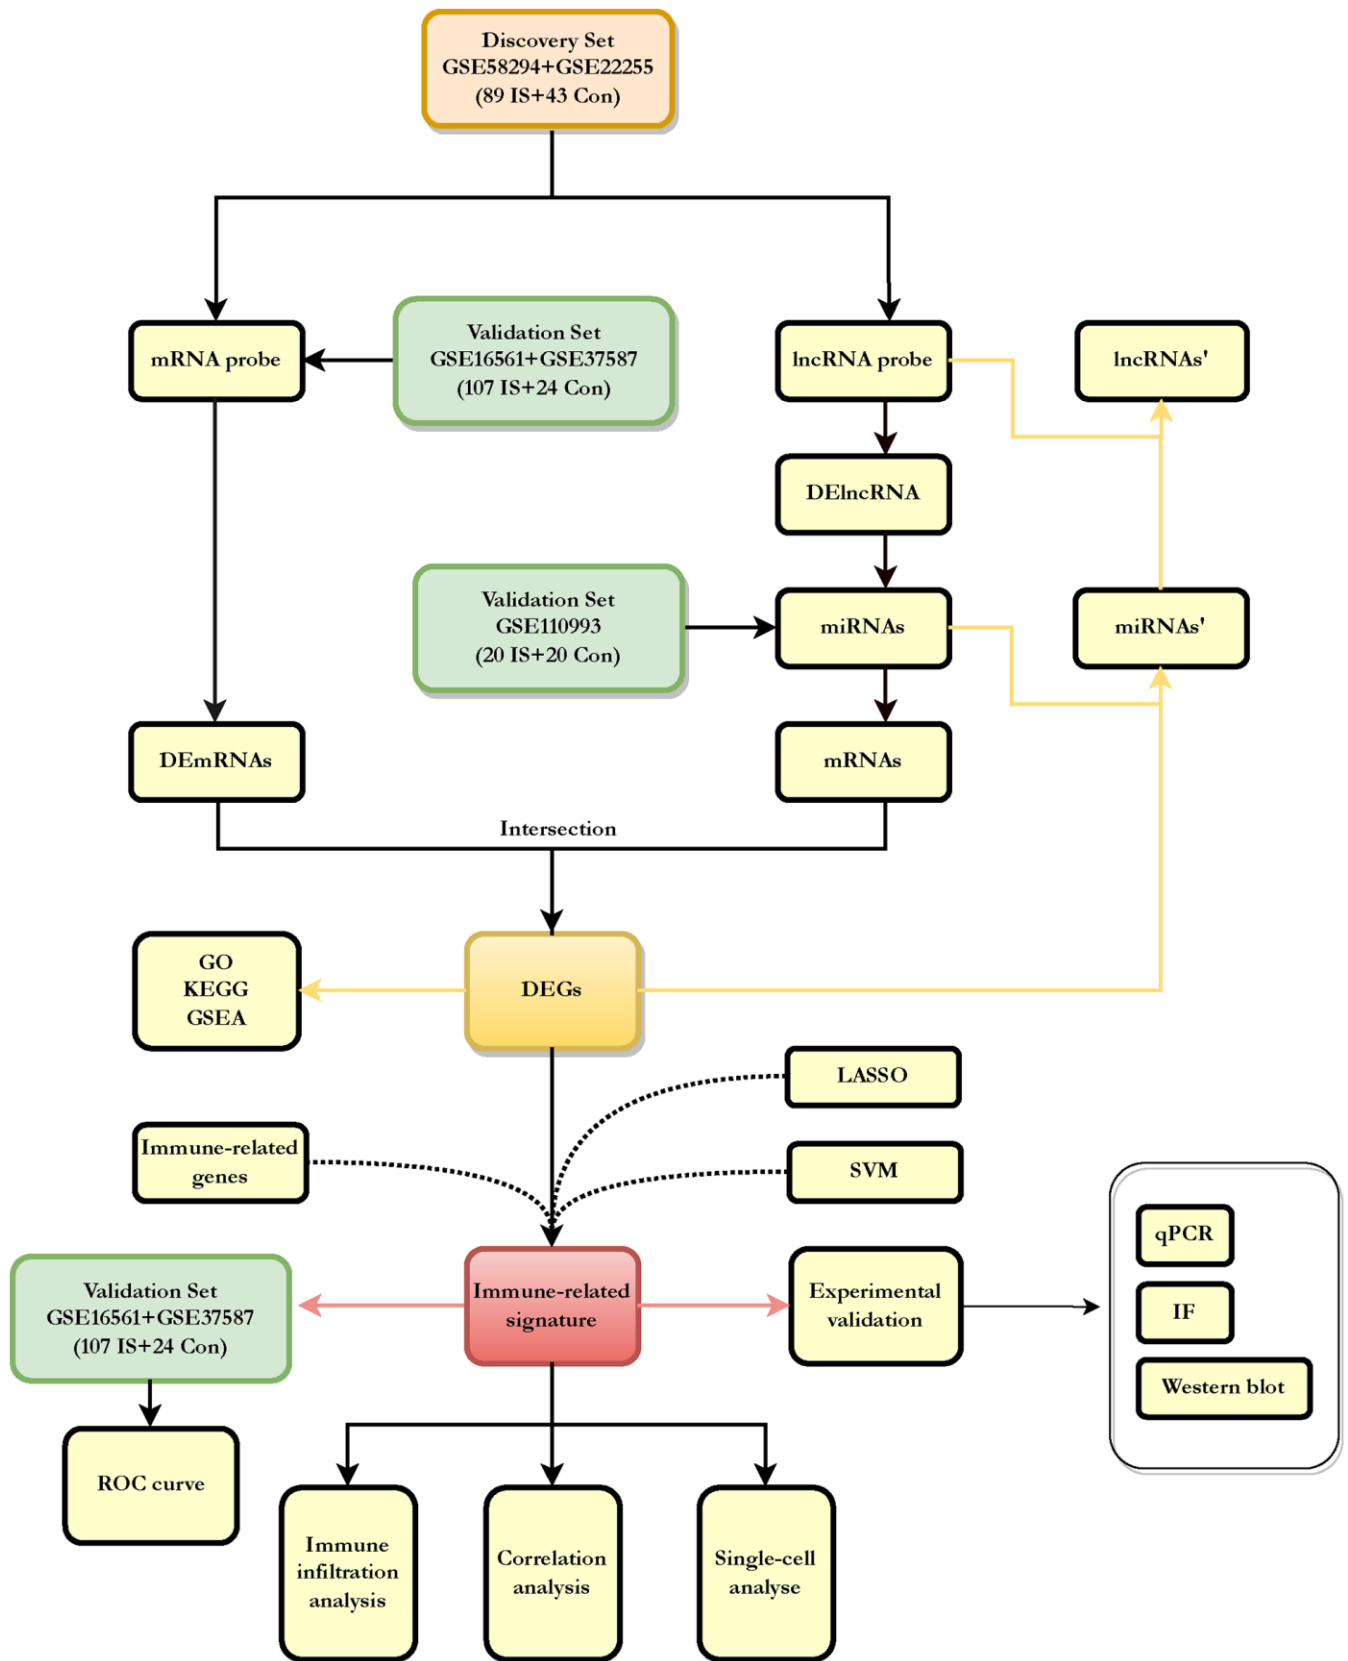 Discovery Set
GSE58294+GSE22255
(89 IS+43 Con)
mRNA probe
Validation Set
GSE16561+GSE37587
(107 IS+24 Con)
lncRNA probe
lncRNAs'
DElncRNA
Validation Set
GSE110993
(20 IS+20 Con)
miRNAs
miRNAs'
DEmRNAs
mRNAs
Intersection
GO
KEGG
GSEA
DEGs
LASSO
Immune-related
genes
SVM
qPCR
Validation Set
GSE16561+GSE37587
(107 IS+24 Con)
Immune-related
signature
Experimental
validation
IF
Western blot
ROC curve
Immune
infiltration
analysis
Correlation
analysis
Single-cell
analyse